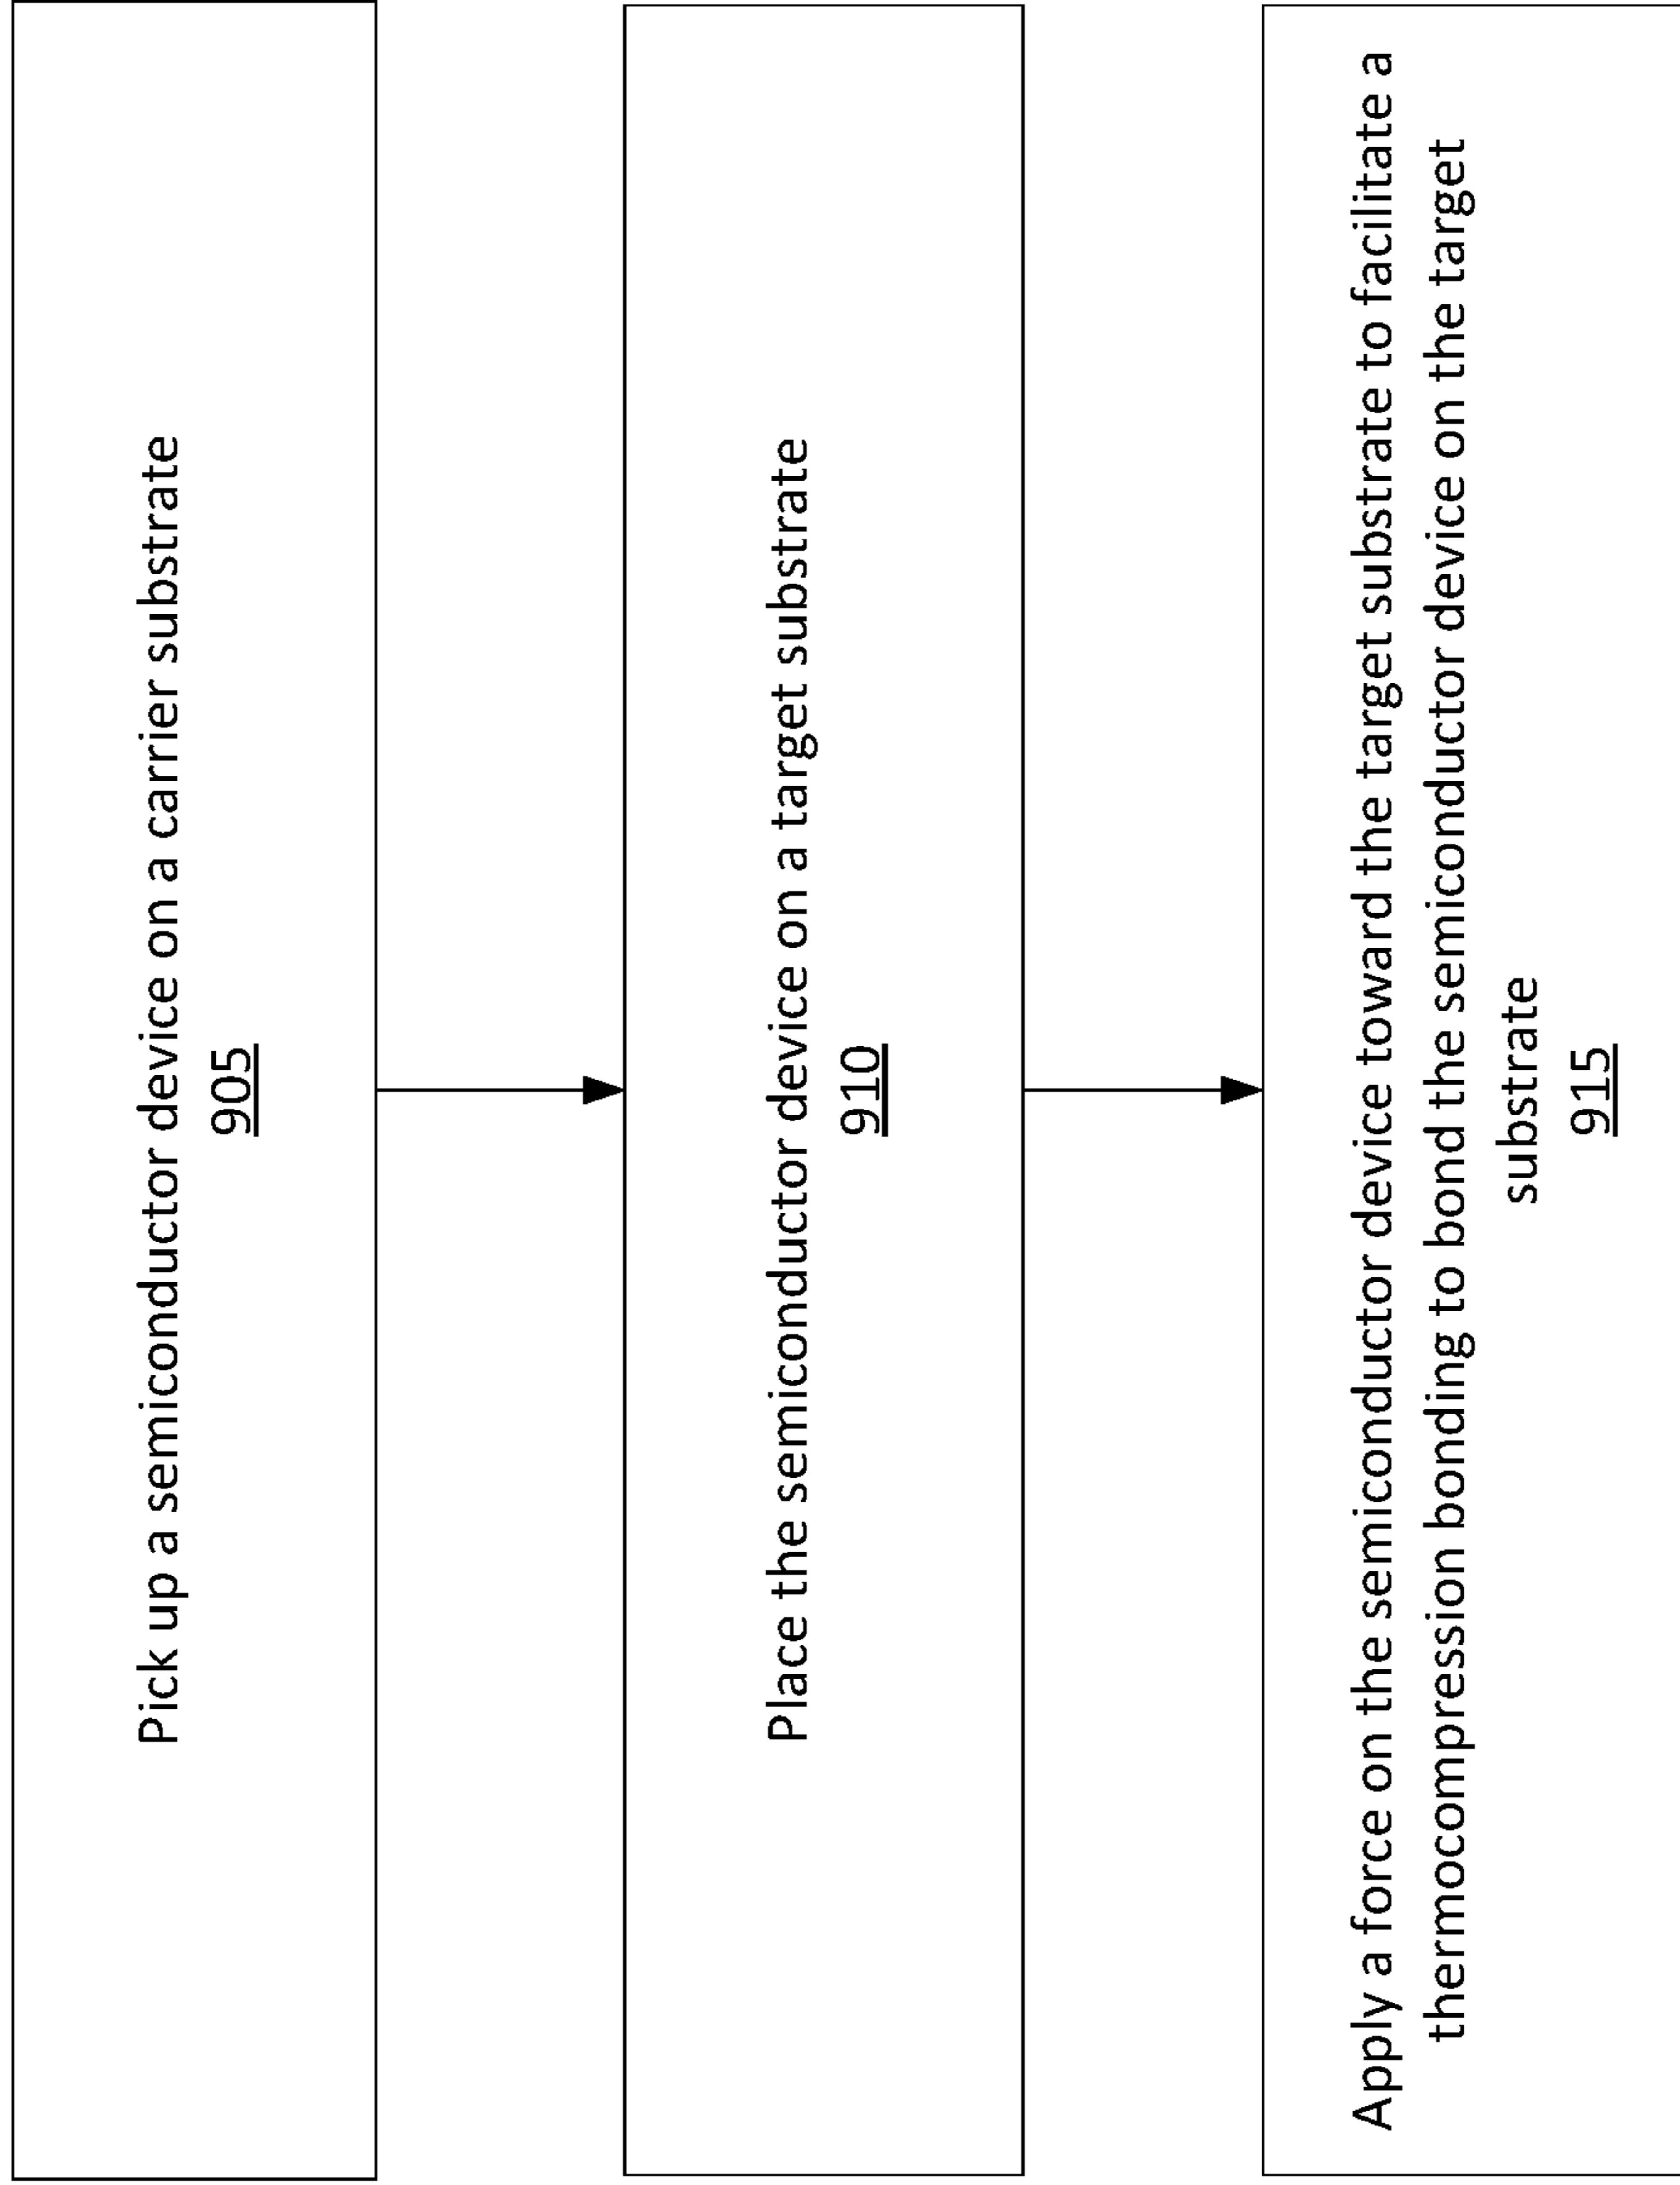 Pick up a semiconductor device on a carrier substrate
905
Place the semiconductor device on a target substrate
910
Apply a force on the semiconductor device toward the target substrate to facilitate a
thermocompression bonding to bond the semiconductor device on the target
substrate
915